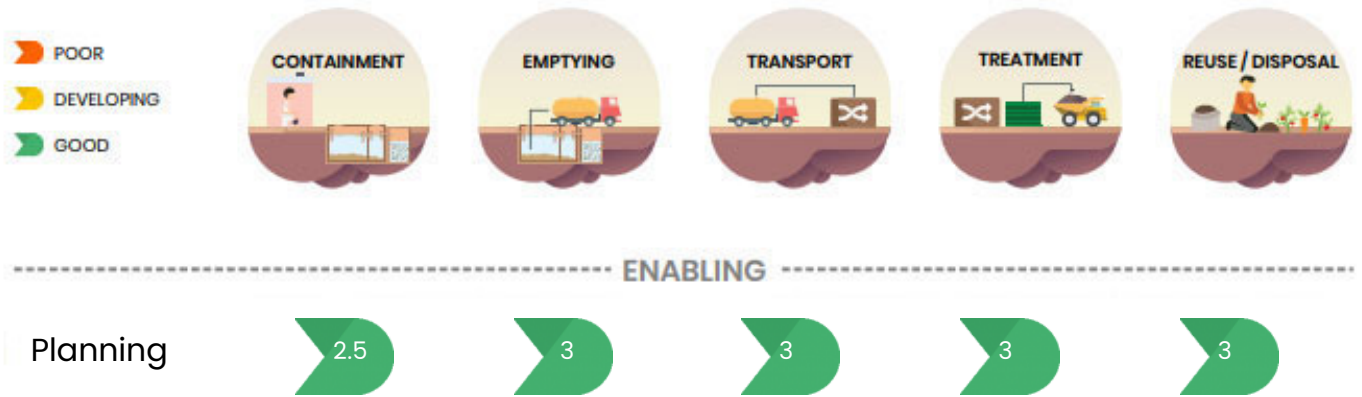 POOR
DEVELOPING
GOOD
CONTAINMENT
EMPTYING
TRANSPORT
TREATMENT
REUSE / DISPOSAL
ENABLING
Planning 2.5 3 3 3 3